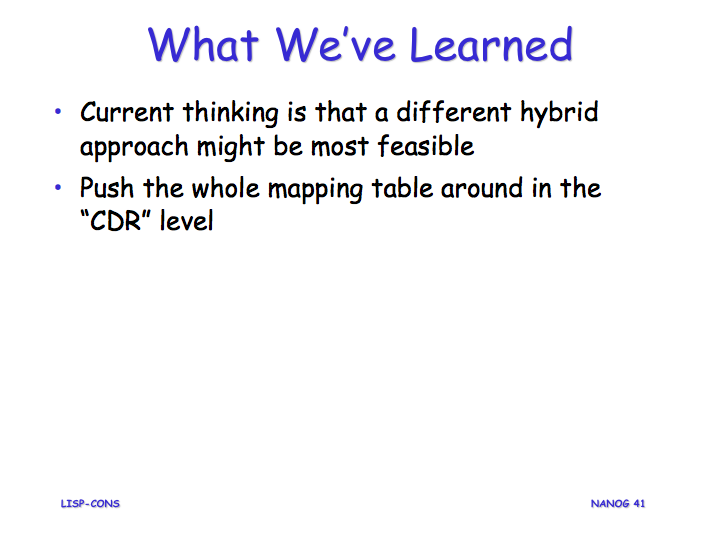 What We’ve Learned
• Current thinking is that a different hybrid
approach might be most feasible
• Push the whole mapping table around in the
“CDR” level
LISP-CONS
NANOG 41